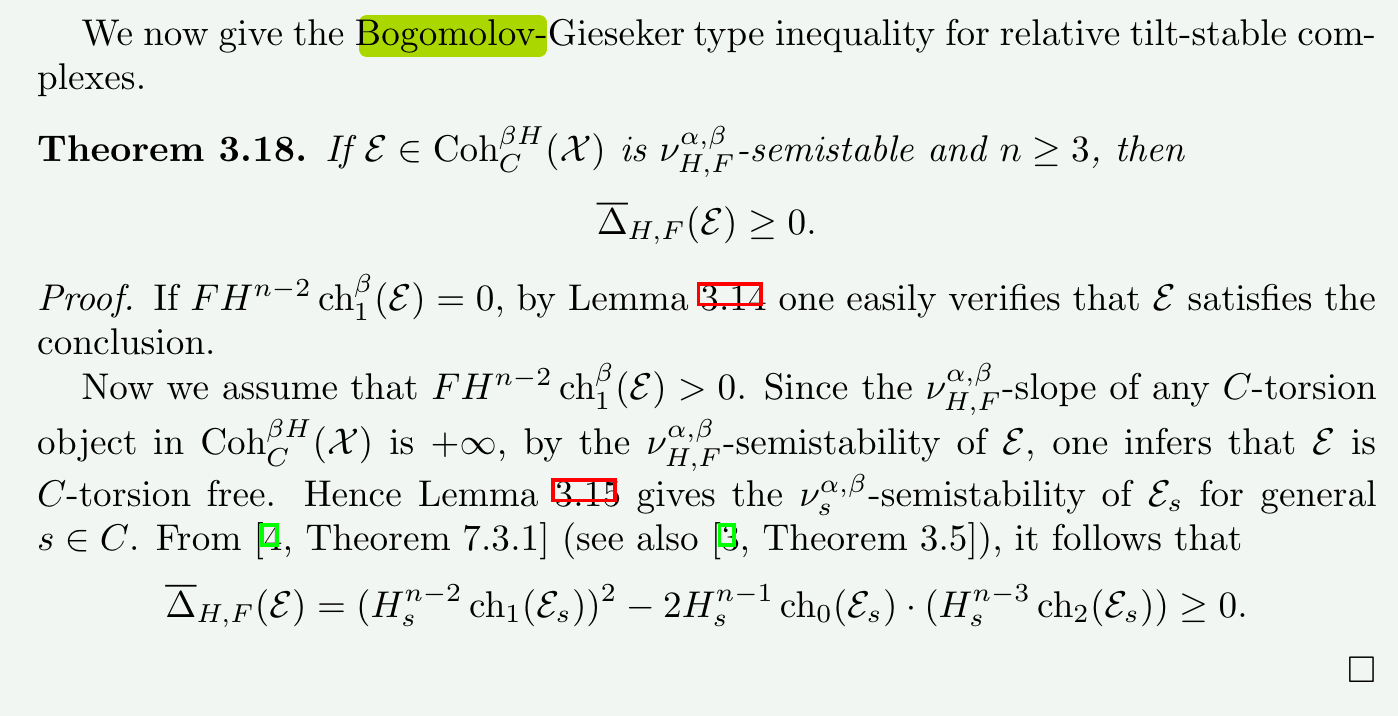 We now give the Bogomolov-Gieseker type inequality for relative tilt-stable com-
plexes.
Theorem 3.18. If $\mathcal{E} \in \mathrm{Coh}_C^{\beta H}(\mathcal{X})$ is $\nu_{H,F}^{\alpha,\beta}$-semistable and $n \geq 3$, then
$\overline{\Delta}_{H,F}(\mathcal{E}) \geq 0.$
Proof. If $FH^{n-2}\,\mathrm{ch}_1^{\beta}(\mathcal{E}) = 0$, by Lemma 3.14 one easily verifies that $\mathcal{E}$ satisfies the
conclusion.
Now we assume that $FH^{n-2}\,\mathrm{ch}_1^{\beta}(\mathcal{E}) > 0$. Since the $\nu_{H,F}^{\alpha,\beta}$-slope of any $C$-torsion
object in $\mathrm{Coh}_C^{\beta H}(\mathcal{X})$ is $+\infty$, by the $\nu_{H,F}^{\alpha,\beta}$-semistability of $\mathcal{E}$, one infers that $\mathcal{E}$ is
$C$-torsion free. Hence Lemma 3.15 gives the $\nu_s^{\alpha,\beta}$-semistability of $\mathcal{E}_s$ for general
$s \in C$. From [4, Theorem 7.3.1] (see also [3, Theorem 3.5]), it follows that
$\overline{\Delta}_{H,F}(\mathcal{E}) = (H_s^{n-2}\,\mathrm{ch}_1(\mathcal{E}_s))^2 - 2H_s^{n-1}\,\mathrm{ch}_0(\mathcal{E}_s) \cdot (H_s^{n-3}\,\mathrm{ch}_2(\mathcal{E}_s)) \geq 0.$
□